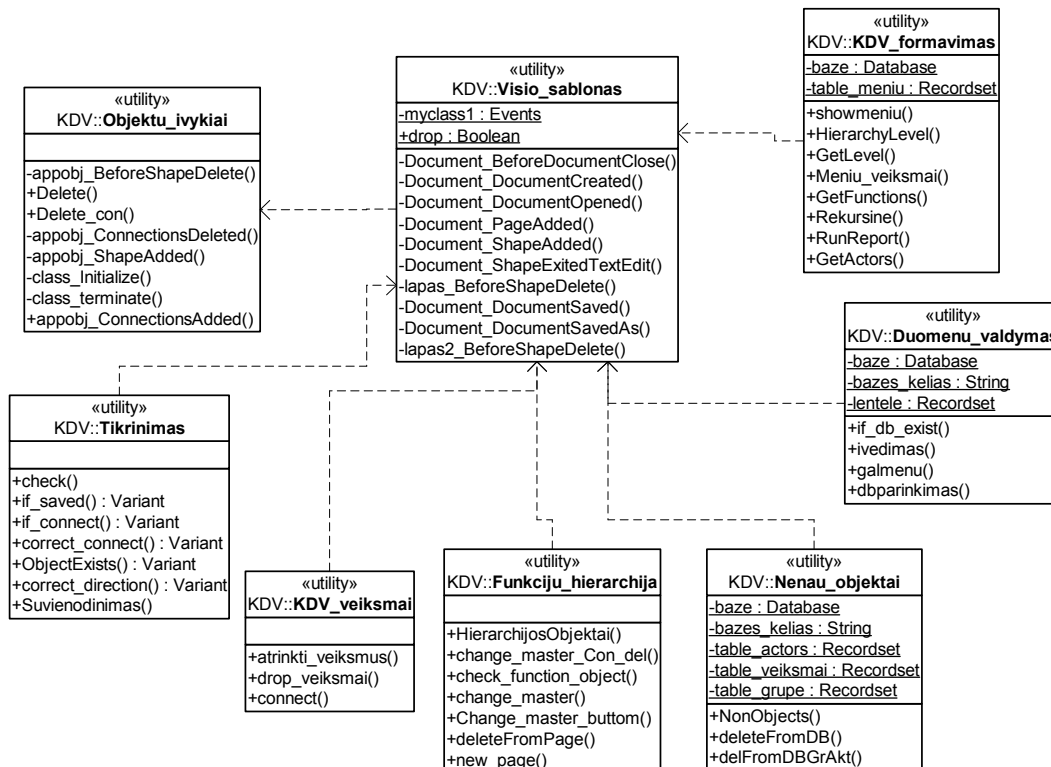 «utility»
KDV::KDV_formavimas
-baze : Database
-table_meniu : Recordset
+showmeniu()
+HierarchyLevel()
+GetLevel()
+Meniu_veiksmai()
+GetFunctions()
+Rekursine()
+RunReport()
+GetActors()
«utility»
KDV::Visio_sablonas
-myclass1 : Events
+drop : Boolean
-Document_BeforeDocumentClose()
-Document_DocumentCreated()
-Document_DocumentOpened()
-Document_PageAdded()
-Document_ShapeAdded()
-Document_ShapeExitedTextEdit()
-lapas_BeforeShapeDelete()
-Document_DocumentSaved()
-Document_DocumentSavedAs()
-lapas2_BeforeShapeDelete()
«utility»
KDV::Objektu_ivykiai
-appobj_BeforeShapeDelete()
+Delete()
+Delete_con()
-appobj_ConnectionsDeleted()
-appobj_ShapeAdded()
-class_Initialize()
-class_terminate()
+appobj_ConnectionsAdded()
«utility»
KDV::Duomenu_valdymas
-baze : Database
-bazes_kelias : String
-lentele : Recordset
+if_db_exist()
+ivedimas()
+galmenu()
+dbparinkimas()
«utility»
KDV::Tikrinimas
+check()
+if_saved() : Variant
+if_connect() : Variant
+correct_connect() : Variant
+ObjectExists() : Variant
+correct_direction() : Variant
+Suvienodinimas()
«utility»
KDV::KDV_veiksmai
+atrinkti_veiksmus()
+drop_veiksmai()
+connect()
«utility»
KDV::Funkciju_hierarchija
+HierarchijosObjektai()
+change_master_Con_del()
+check_function_object()
+change_master()
+Change_master_buttom()
+deleteFromPage()
+new_page()
«utility»
KDV::Nenau_objektai
-baze : Database
-bazes_kelias : String
-table_actors : Recordset
-table_veiksmai : Recordset
-table_grupe : Recordset
+NonObjects()
+deleteFromDB()
+delFromDBGrAkt()